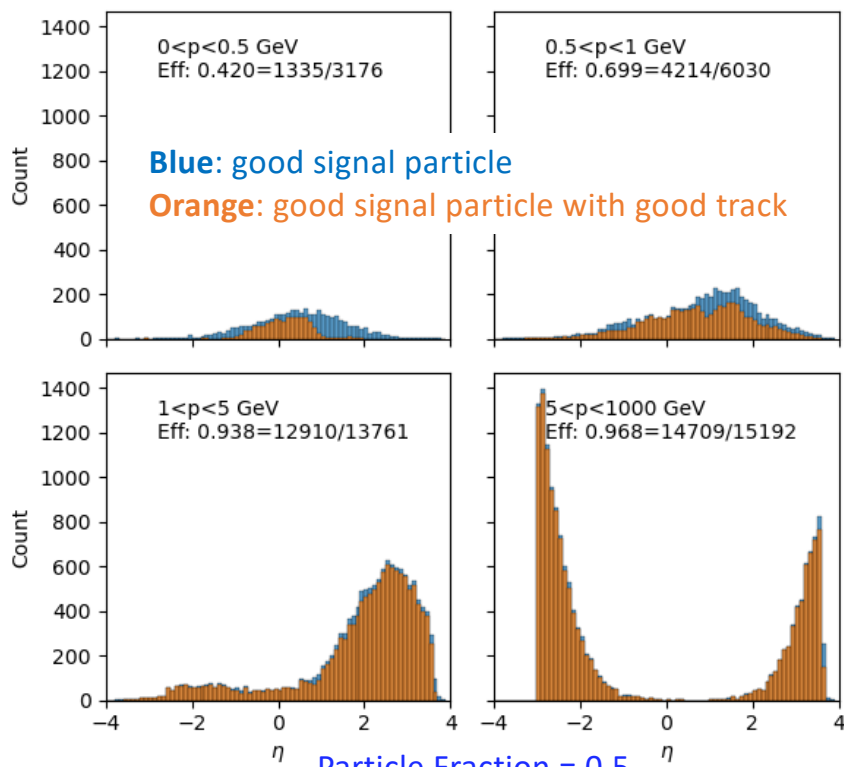 1400
1200
1000
800
600
400
200
0
Count
0<p<0.5 GeV
Eff: 0.420=1335/3176
0.5<p<1 GeV
Eff: 0.699=4214/6030
Blue: good signal particle
Orange: good signal particle with good track
1400
1200
1000
800
600
400
200
0
Count
1<p<5 GeV
Eff: 0.938=12910/13761
5<p<1000 GeV
Eff: 0.968=14709/15192
−4 −2 0 2 4
−4 −2 0 2 4
η
η
Particle Fraction = 0.5